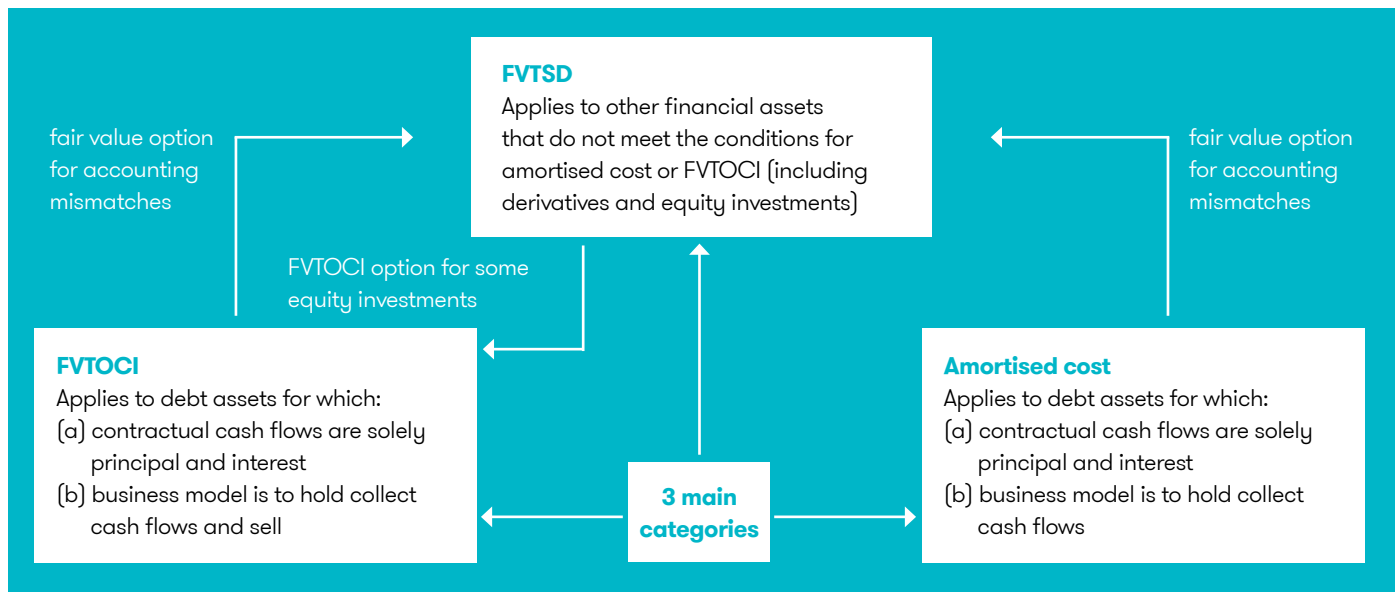 FVTSD
Applies to other financial assets
that do not meet the conditions for
amortised cost or FVTOCI (including
derivatives and equity investments)
fair value option
for accounting
mismatches
fair value option
for accounting
mismatches
FVTOCI option for some
equity investments
FVTOCI
Applies to debt assets for which:
(a) contractual cash flows are solely
principal and interest
(b) business model is to hold collect
cash flows and sell
3 main
categories
Amortised cost
Applies to debt assets for which:
(a) contractual cash flows are solely
principal and interest
(b) business model is to hold collect
cash flows